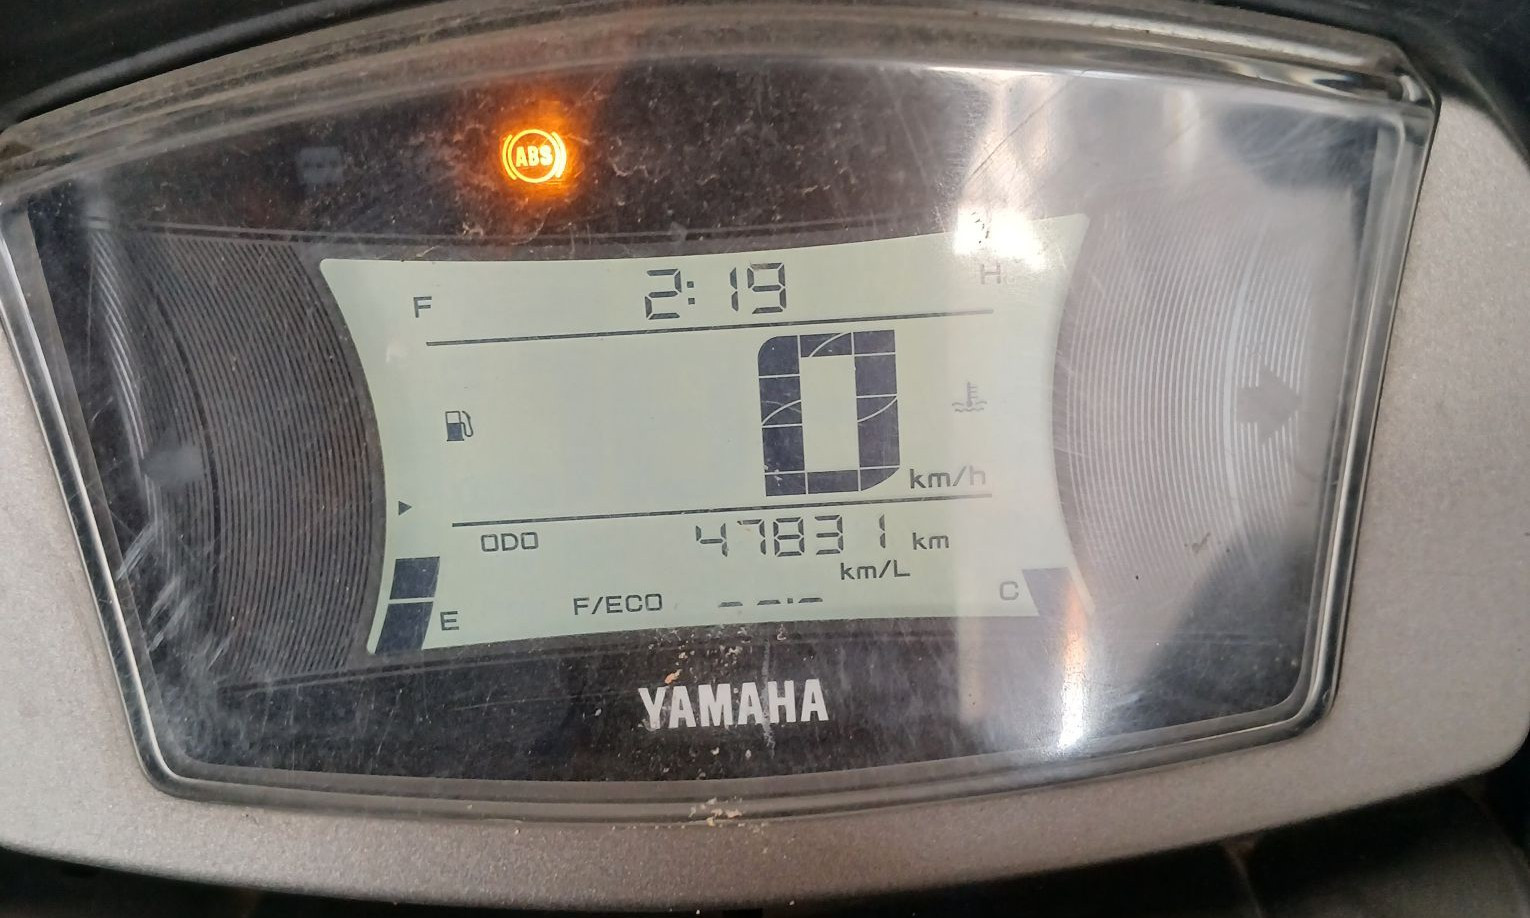 ABS
2:19
F
H
0
km/h
ODO 47831 km
km/L
F/ECO --.-
E
C
YAMAHA